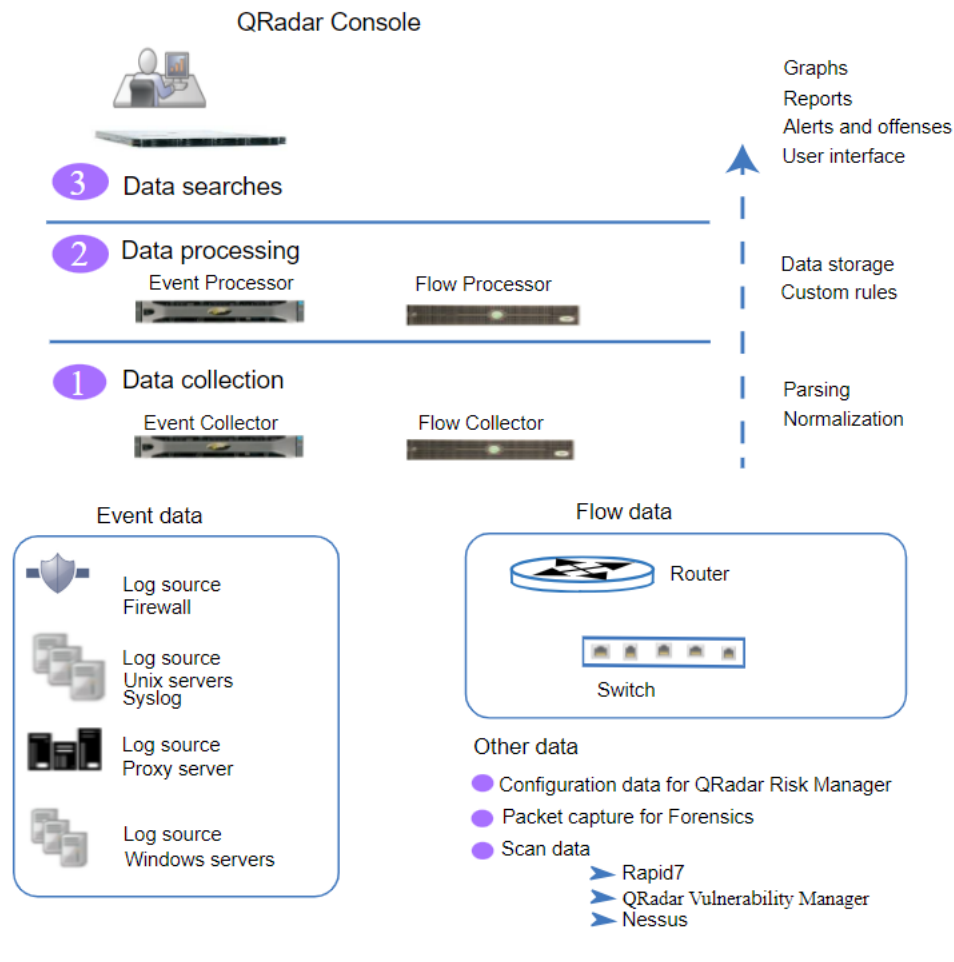 QRadar Console
Graphs
Reports
Alerts and offenses
User interface
3 Data searches
2 Data processing
Event Processor
Flow Processor
Data storage
Custom rules
1 Data collection
Event Collector
Flow Collector
Parsing
Normalization
Event data
Log source
Firewall
Log source
Unix servers
Syslog
Log source
Proxy server
Log source
Windows servers
Flow data
Router
Switch
Other data
Configuration data for QRadar Risk Manager
Packet capture for Forensics
Scan data
Rapid7
QRadar Vulnerability Manager
Nessus